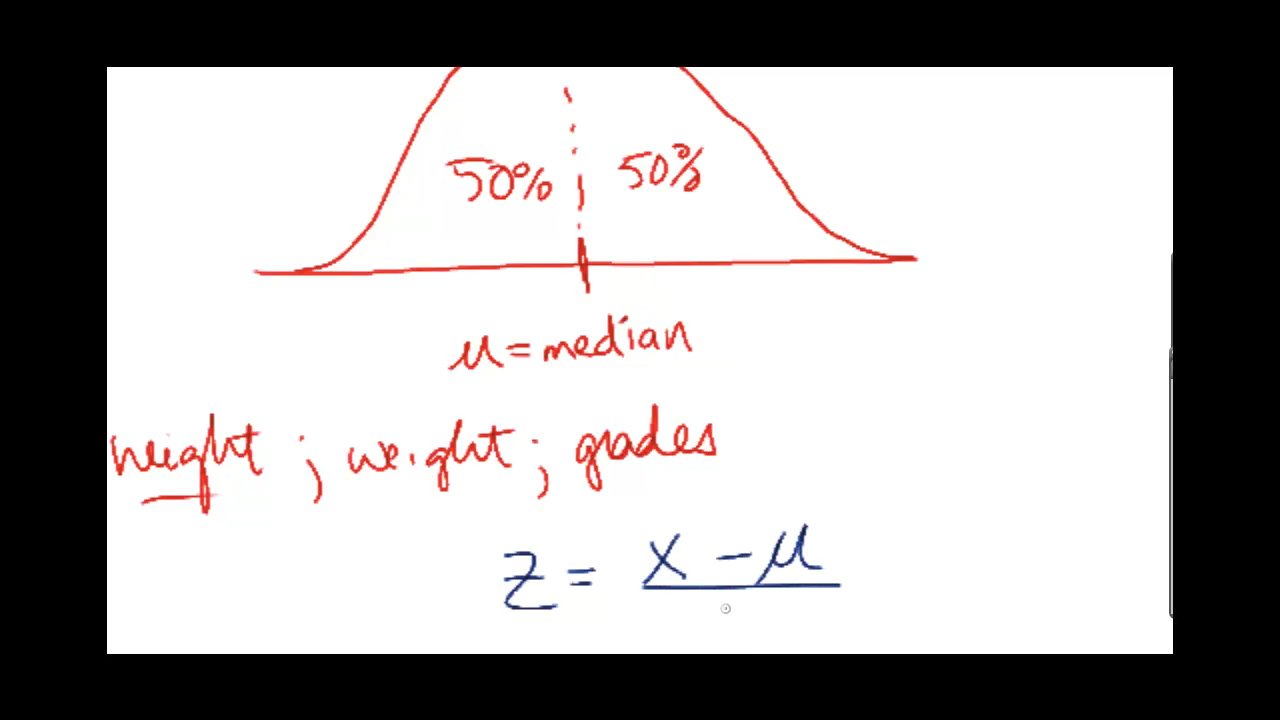 50% 50%
μ = median
height ; weight ; grades
z = x - μ